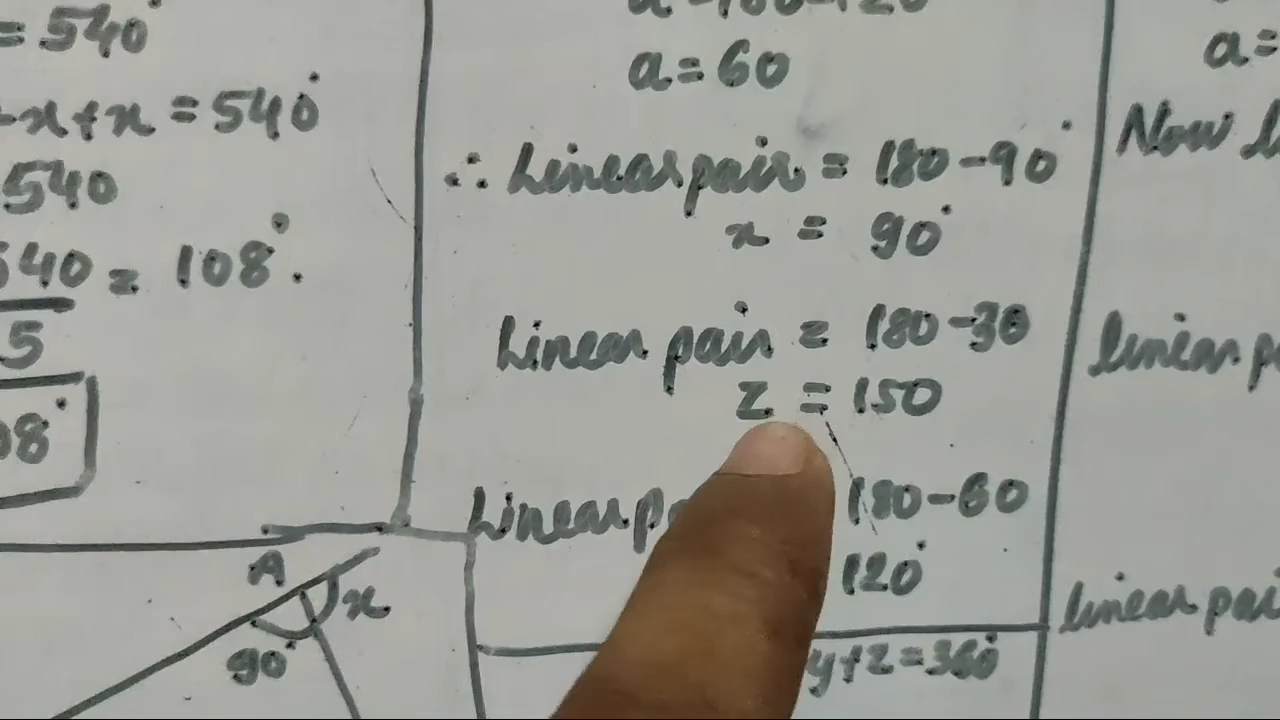 = 540°
x+x = 540°
540
540 = 108°.
5
08°
A
x
90°
a=60
∴ Linear pair = 180-90°
x = 90°
Linear pair = 180-30
z = 150
Linear p
180-60
120°
y+z=360°
a=
Now
linear p
linear pai